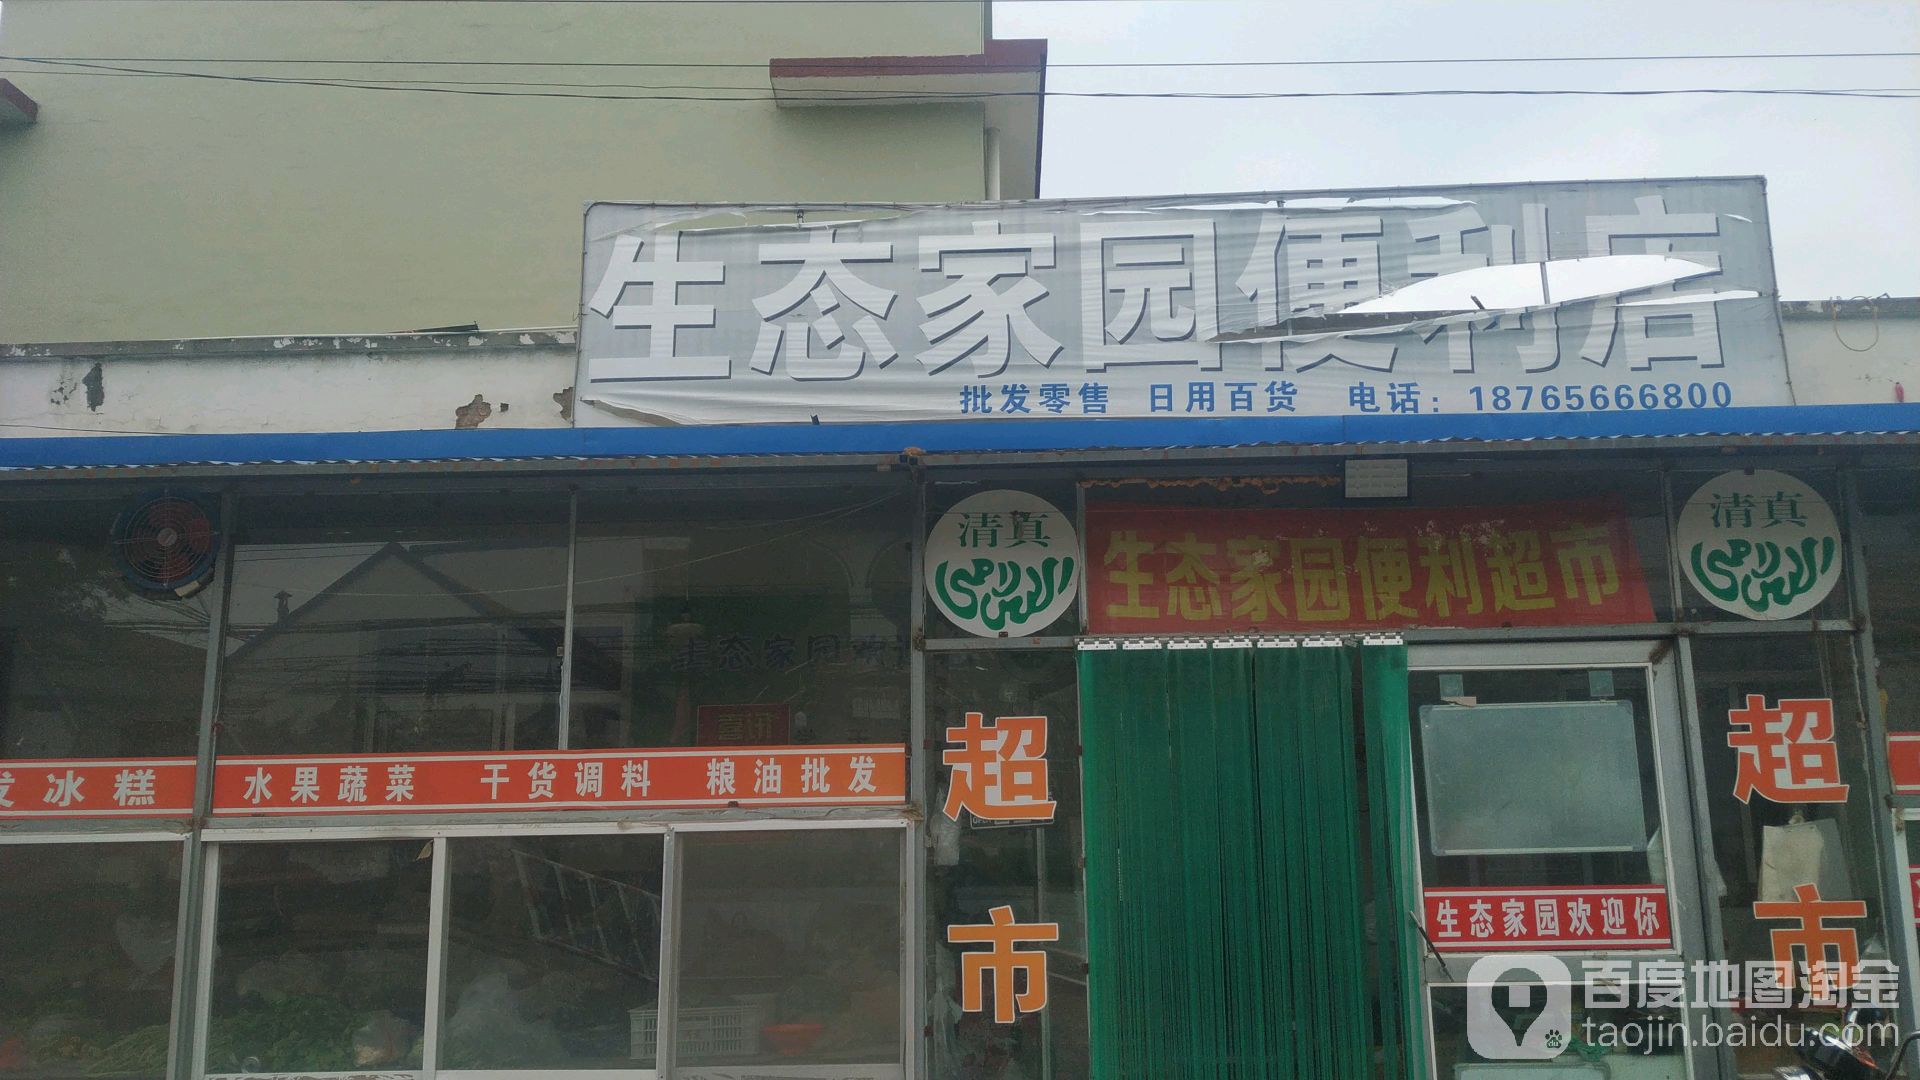 生态家园便利店
批发零售 日用百货 电话：18765666800
清真
生态家园便利超市
清真
冰糕
水果蔬菜 干货调料 粮油批发
超市
超市
生态家园欢迎你
百度地图淘金
taojin.baidu.com